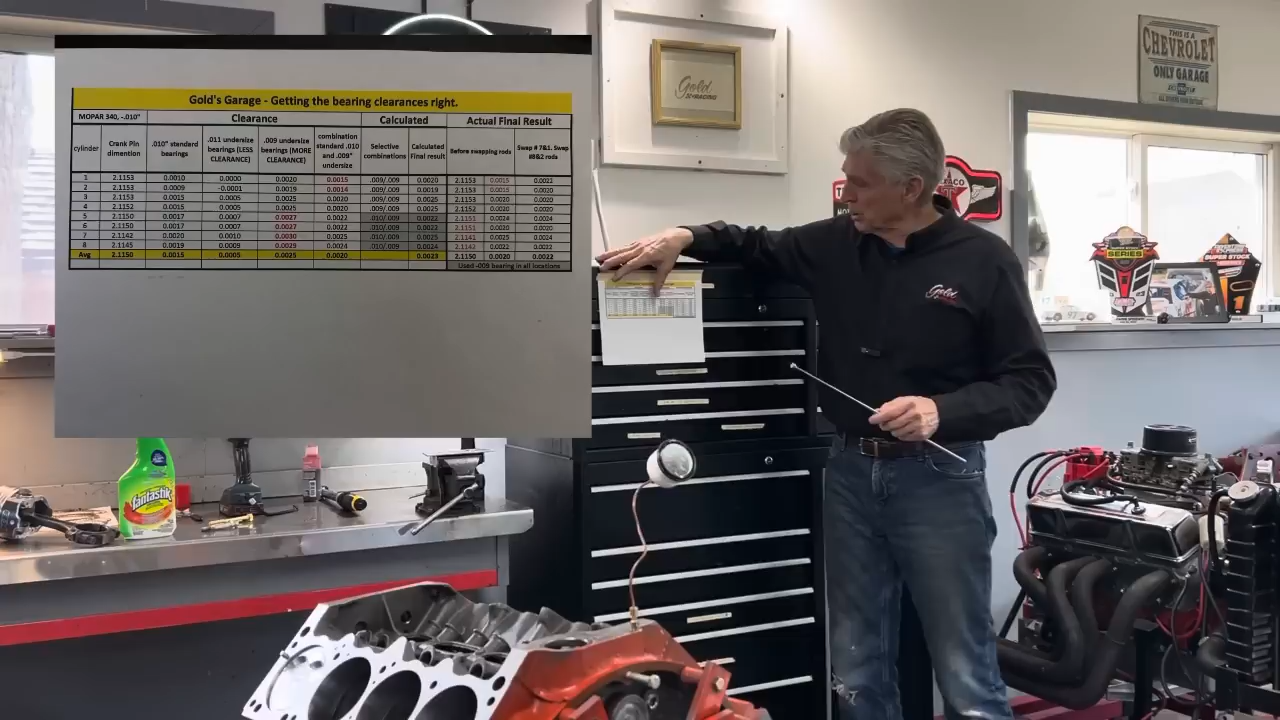 Gold's Garage - Getting the bearing clearances right.
MOPAR 340, -.010" Clearance Calculated Actual Final Result
cylinder Crank Pin dimention .010" standard bearings .011 undersize bearings (LESS CLEARANCE) .009 undersize bearings (MORE CLEARANCE) combination standard .010 and .009" undersize Selective combinations Calculated Final result Before swapping rods Swap # 7&1. Swap #8&2 rods
1 2.1153 0.0010 0.0000 0.0020 0.0015 .009/.009 0.0020 2.1153 0.0015 0.0022
2 2.1153 0.0009 -0.0001 0.0019 0.0014 .009/.009 0.0019 2.1153 0.0015 0.0020
3 2.1153 0.0015 0.0005 0.0025 0.0020 .009/.009 0.0025 2.1153 0.0020 0.0020
4 2.1152 0.0015 0.0005 0.0025 0.0020 .009/.009 0.0025 2.1152 0.0020 0.0020
5 2.1150 0.0017 0.0007 0.0027 0.0022 .010/.009 0.0022 2.1151 0.0024 0.0024
6 2.1150 0.0017 0.0007 0.0027 0.0022 .010/.009 0.0022 2.1151 0.0020 0.0020
7 2.1142 0.0020 0.0010 0.0030 0.0025 .010/.009 0.0025 2.1141 0.0025 0.0024
8 2.1145 0.0019 0.0009 0.0029 0.0024 .010/.009 0.0024 0.0022 0.0022
Avg 2.1150 0.0015 0.0005 0.0025 0.0020 0.0023 2.1150 0.0020 0.0022
Used -009 bearing in all locations
Gold
RACING
THIS IS A
CHEVROLET
ONLY GARAGE
Gold
SERIES
SUPER STOCK
1
fantastik